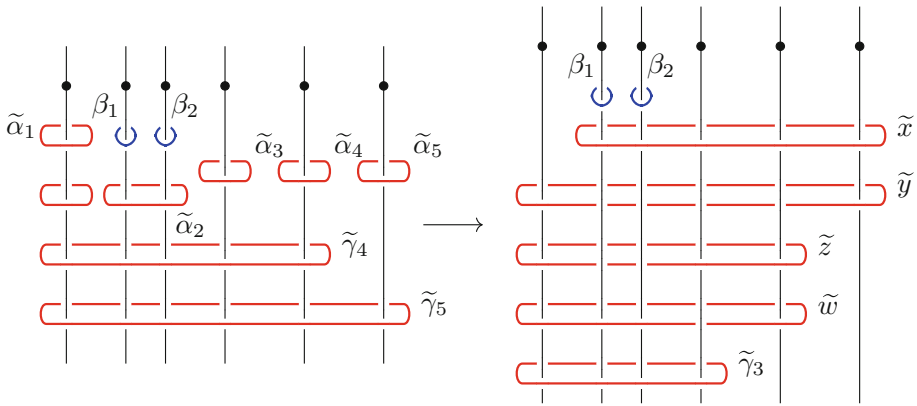 β₁ β₂
α̃₁
α̃₃ α̃₄ α̃₅
α̃₂
γ̃₄
γ̃₅
β₁ β₂
x̃
ỹ
z̃
w̃
γ̃₃